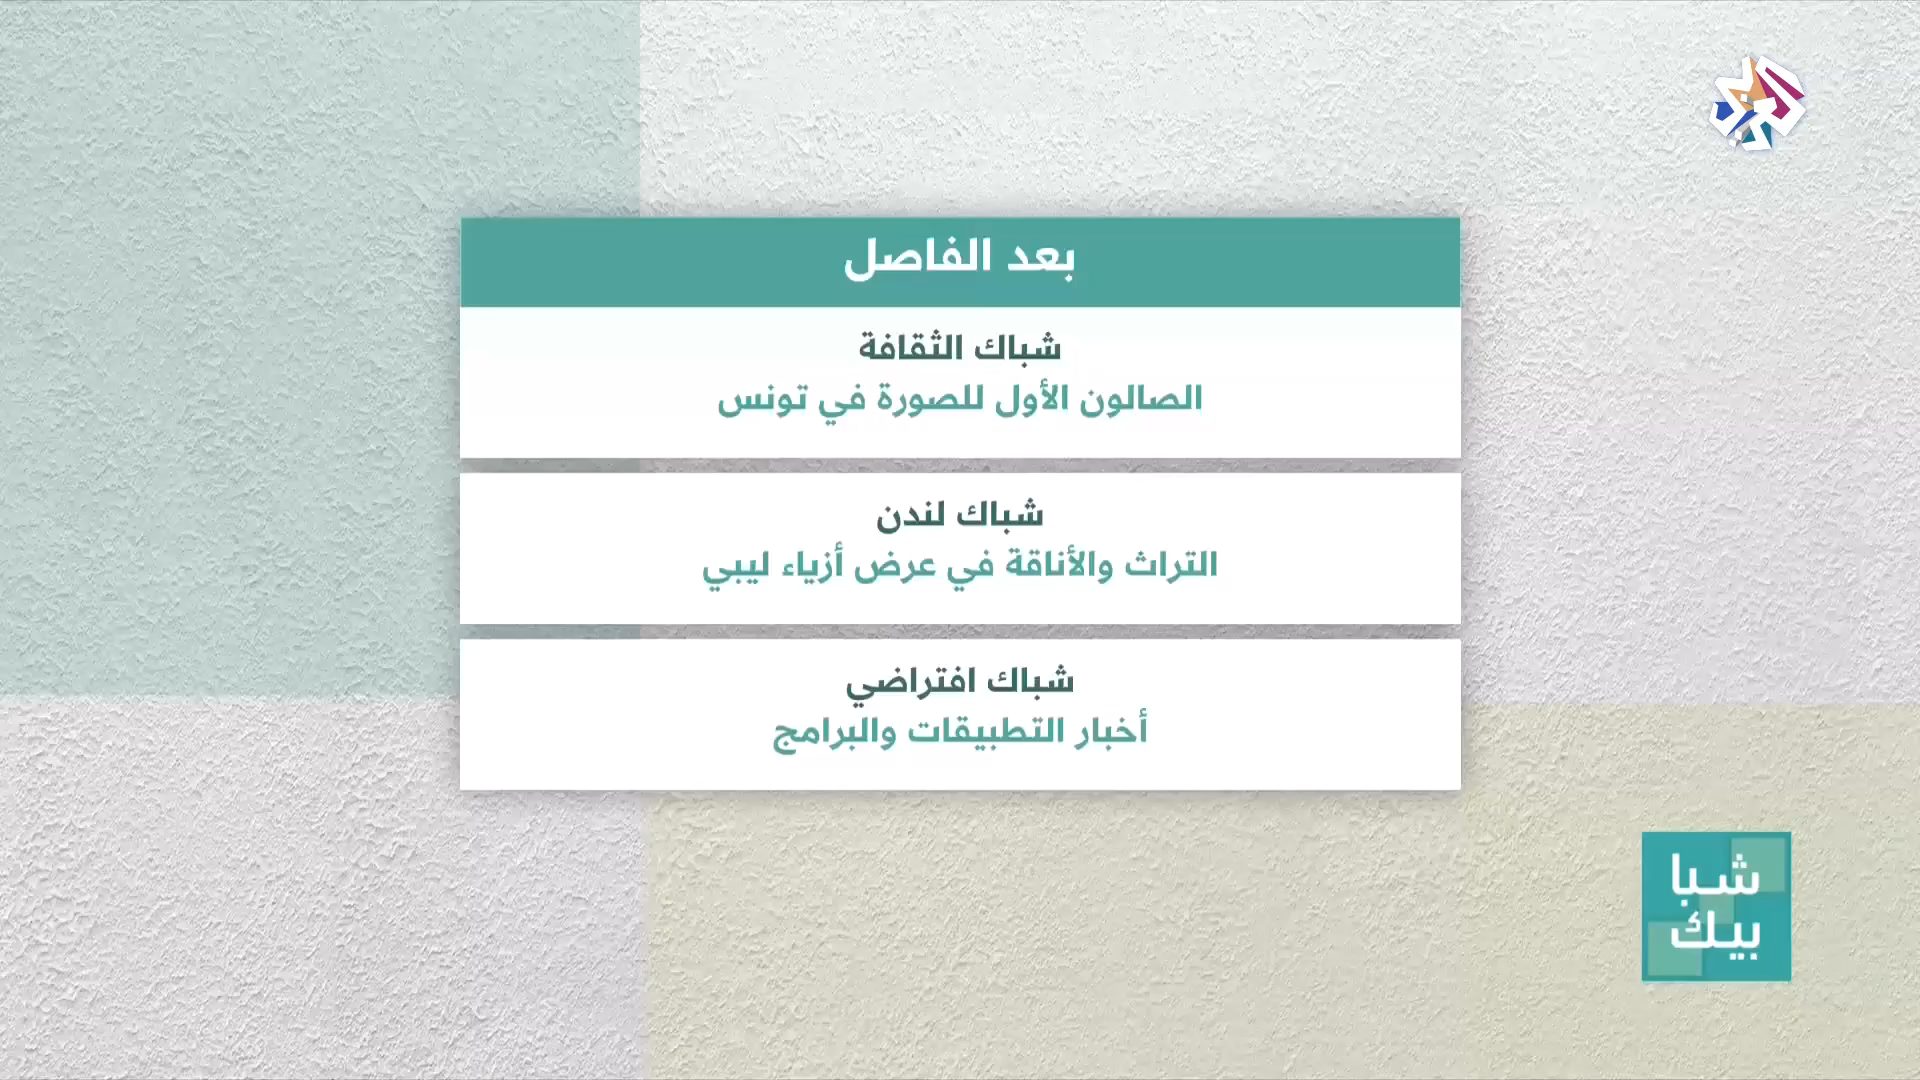 بعد الفاصل
شباك الثقافة
الصالون الأول للصورة في تونس
شباك لندن
التراث والأناقة في عرض أزياء ليبي
شباك افتراضي
أخبار التطبيقات والبرامج
شبا
بيك